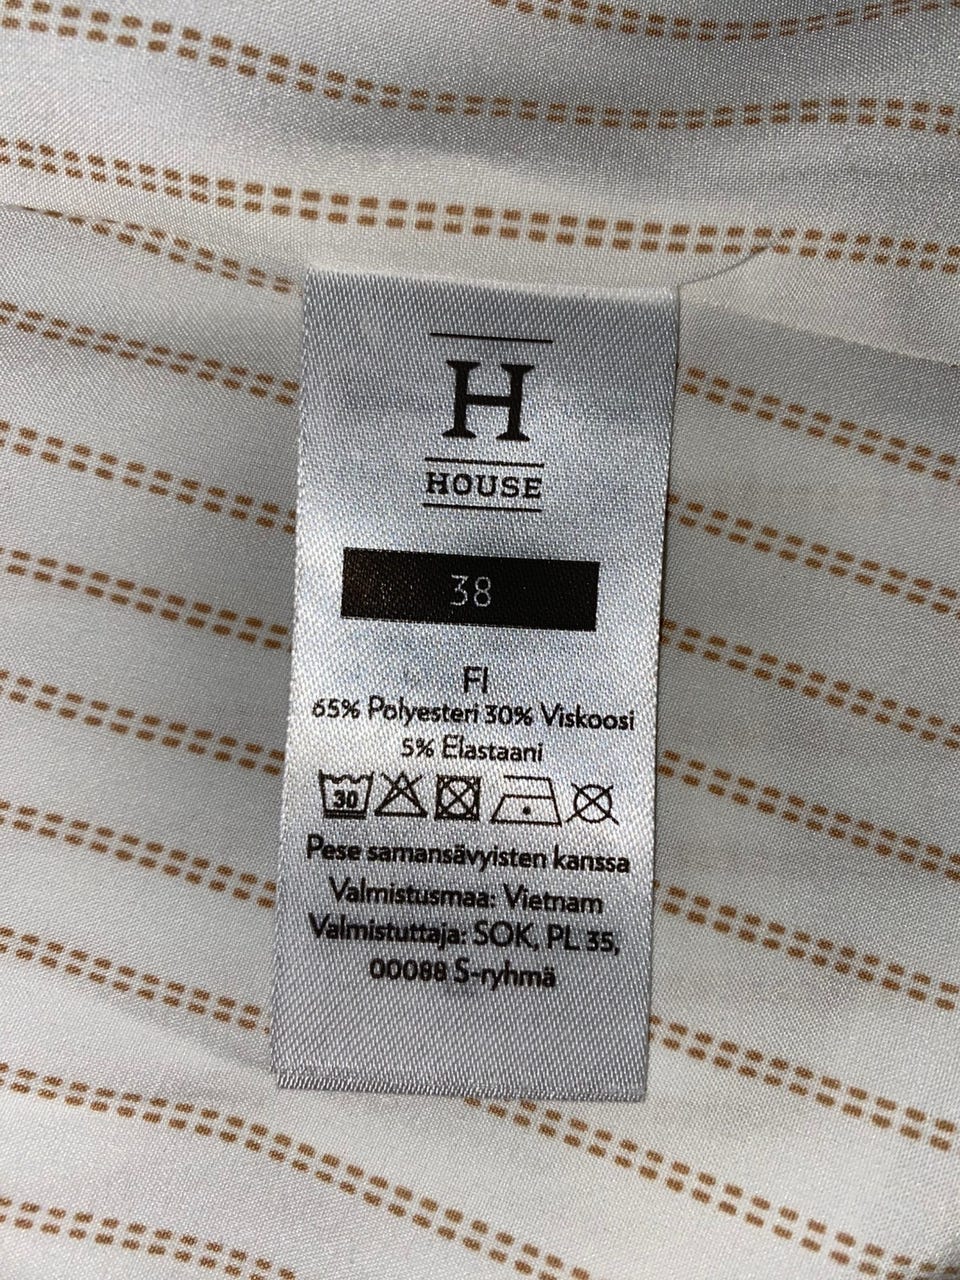 H
HOUSE
38
FI
65% Polyesteri 30% Viskoosi
5% Elastaani
30
Pese samansävyisten kanssa
Valmistusmaa: Vietnam
Valmistuttaja: SOK, PL 35,
00088 S-ryhmä